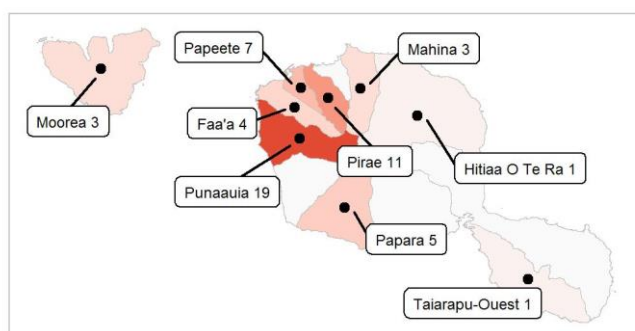 Papeete 7
Mahina 3
Moorea 3
Faa'a 4
Pirae 11
Hitiaa O Te Ra 1
Punaauia 19
Papara 5
Taiarapu-Ouest 1